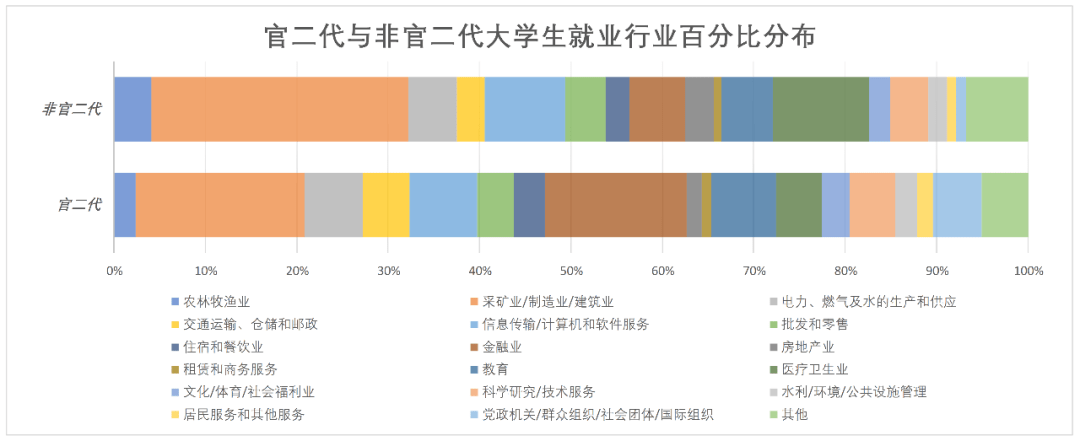 官二代与非官二代大学生就业行业百分比分布
非官二代
官二代
0% 10% 20% 30% 40% 50% 60% 70% 80% 90% 100%
农林牧渔业 采矿业/制造业/建筑业 电力、燃气及水的生产和供应
交通运输、仓储和邮政 信息传输/计算机和软件服务 批发和零售
住宿和餐饮业 金融业 房地产业
租赁和商务服务 教育 医疗卫生业
文化/体育/社会福利业 科学研究/技术服务 水利/环境/公共设施管理
居民服务和其他服务 党政机关/群众组织/社会团体/国际组织 其他